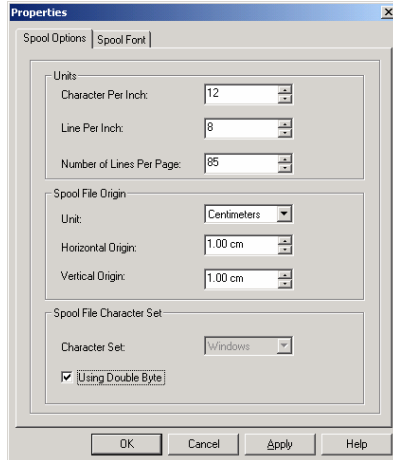 Properties
Spool Options Spool Font
Units
Character Per Inch: 12
Line Per Inch: 8
Number of Lines Per Page: 85
Spool File Origin
Unit: Centimeters
Horizontal Origin: 1.00 cm
Vertical Origin: 1.00 cm
Spool File Character Set
Character Set: Windows
Using Double Byte
OK Cancel Apply Help